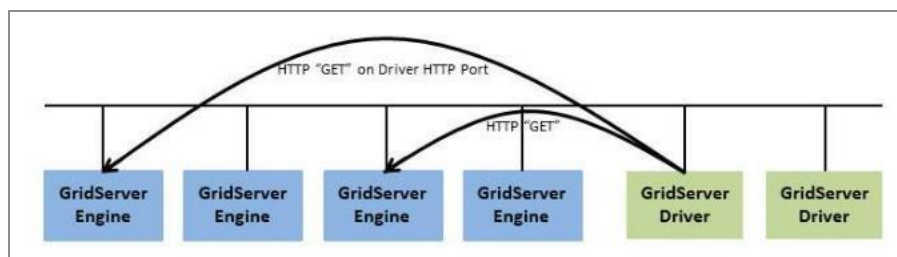 HTTP “GET” on Driver HTTP Port
HTTP “GET”
GridServer
Engine
GridServer
Engine
GridServer
Engine
GridServer
Engine
GridServer
Driver
GridServer
Driver